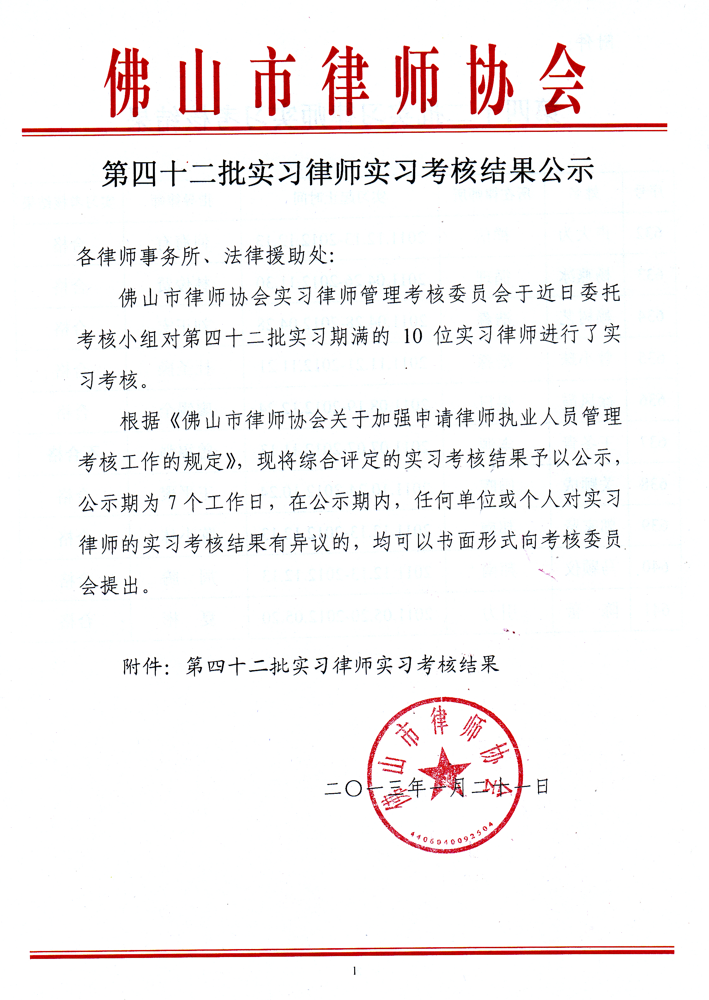 佛山市律师协会
第四十二批实习律师实习考核结果公示
各律师事务所、法律援助处:
佛山市律师协会实习律师管理考核委员会于近日委托
考核小组对第四十二批实习期满的 10 位实习律师进行了实
习考核。
根据《佛山市律师协会关于加强申请律师执业人员管理
考核工作的规定》，现将综合评定的实习考核结果予以公示，
公示期为 7 个工作日，在公示期内，任何单位或个人对实习
律师的实习考核结果有异议的，均可以书面形式向考核委员
会提出。
附件：第四十二批实习律师实习考核结果
佛山市律师协会
二〇一三年一月二十一日
4406040092504
1